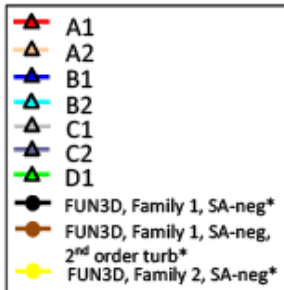 A1
A2
B1
B2
C1
C2
D1
FUN3D, Family 1, SA-neg*
FUN3D, Family 1, SA-neg,
2nd order turb*
FUN3D, Family 2, SA-neg*